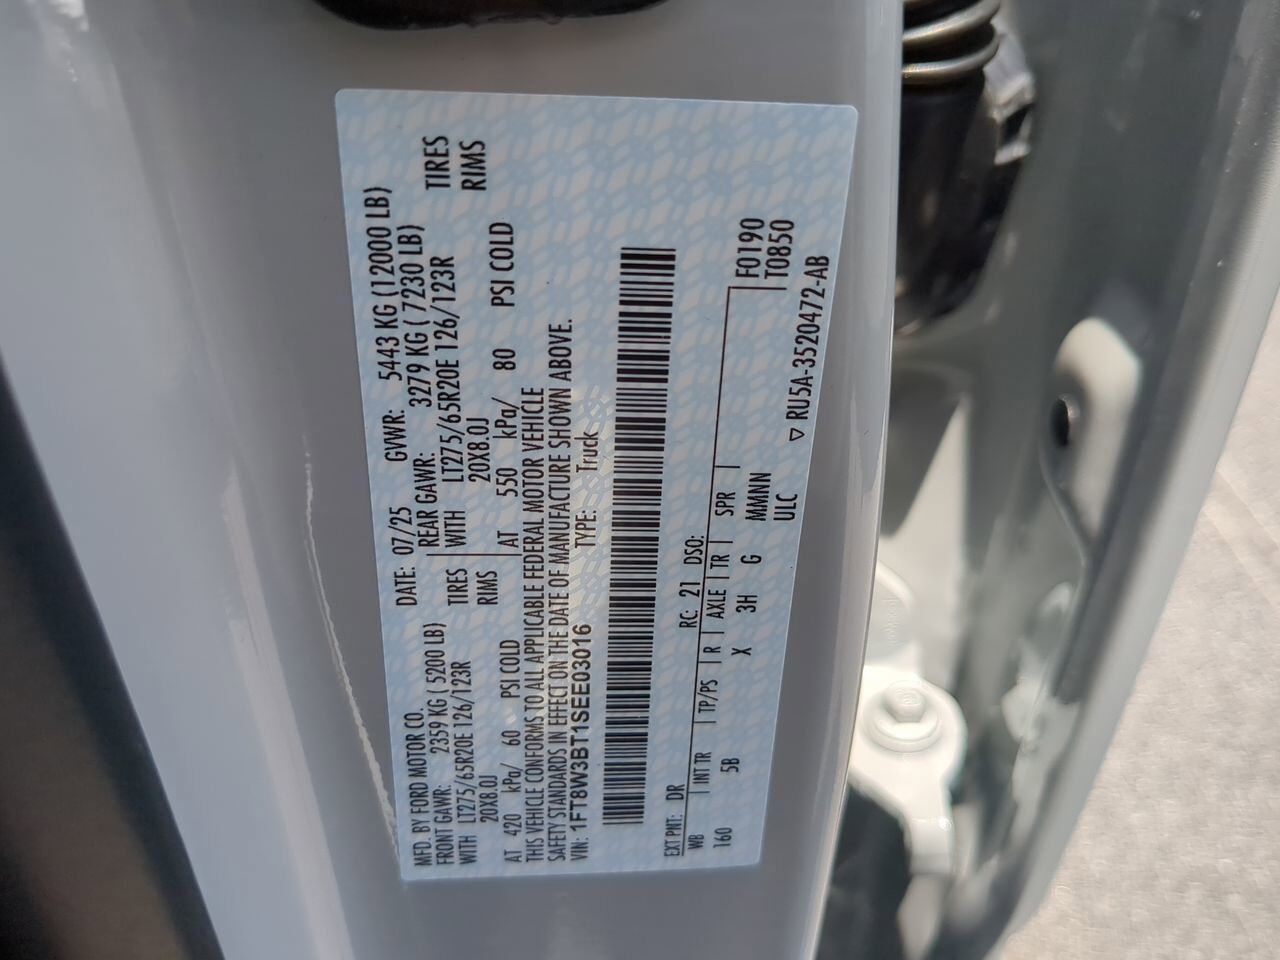 MFD. BY FORD MOTOR CO. DATE: 07/25 GVWR: 5443 KG (12000 LB)
FRONT GAWR: 2359 KG ( 5200 LB) REAR GAWR: 3279 KG ( 7230 LB)
WITH LT275/65R20E 126/123R TIRES WITH LT275/65R20E 126/123R TIRES
20X8.0J RIMS 20X8.0J RIMS
AT 420 kPa/ 60 PSI COLD AT 550 kPa/ 80 PSI COLD
THIS VEHICLE CONFORMS TO ALL APPLICABLE FEDERAL MOTOR VEHICLE
SAFETY STANDARDS IN EFFECT ON THE DATE OF MANUFACTURE SHOWN ABOVE.
VIN: 1FT8W3BT1SEE03016 TYPE: Truck
EXT PNT: DR RC: 21 DSO:
WB INT TR TP/PS R AXLE TR SPR F0190
160 5B X 3H G MMNN T0850
ULC
▽ RU5A-3520472-AB